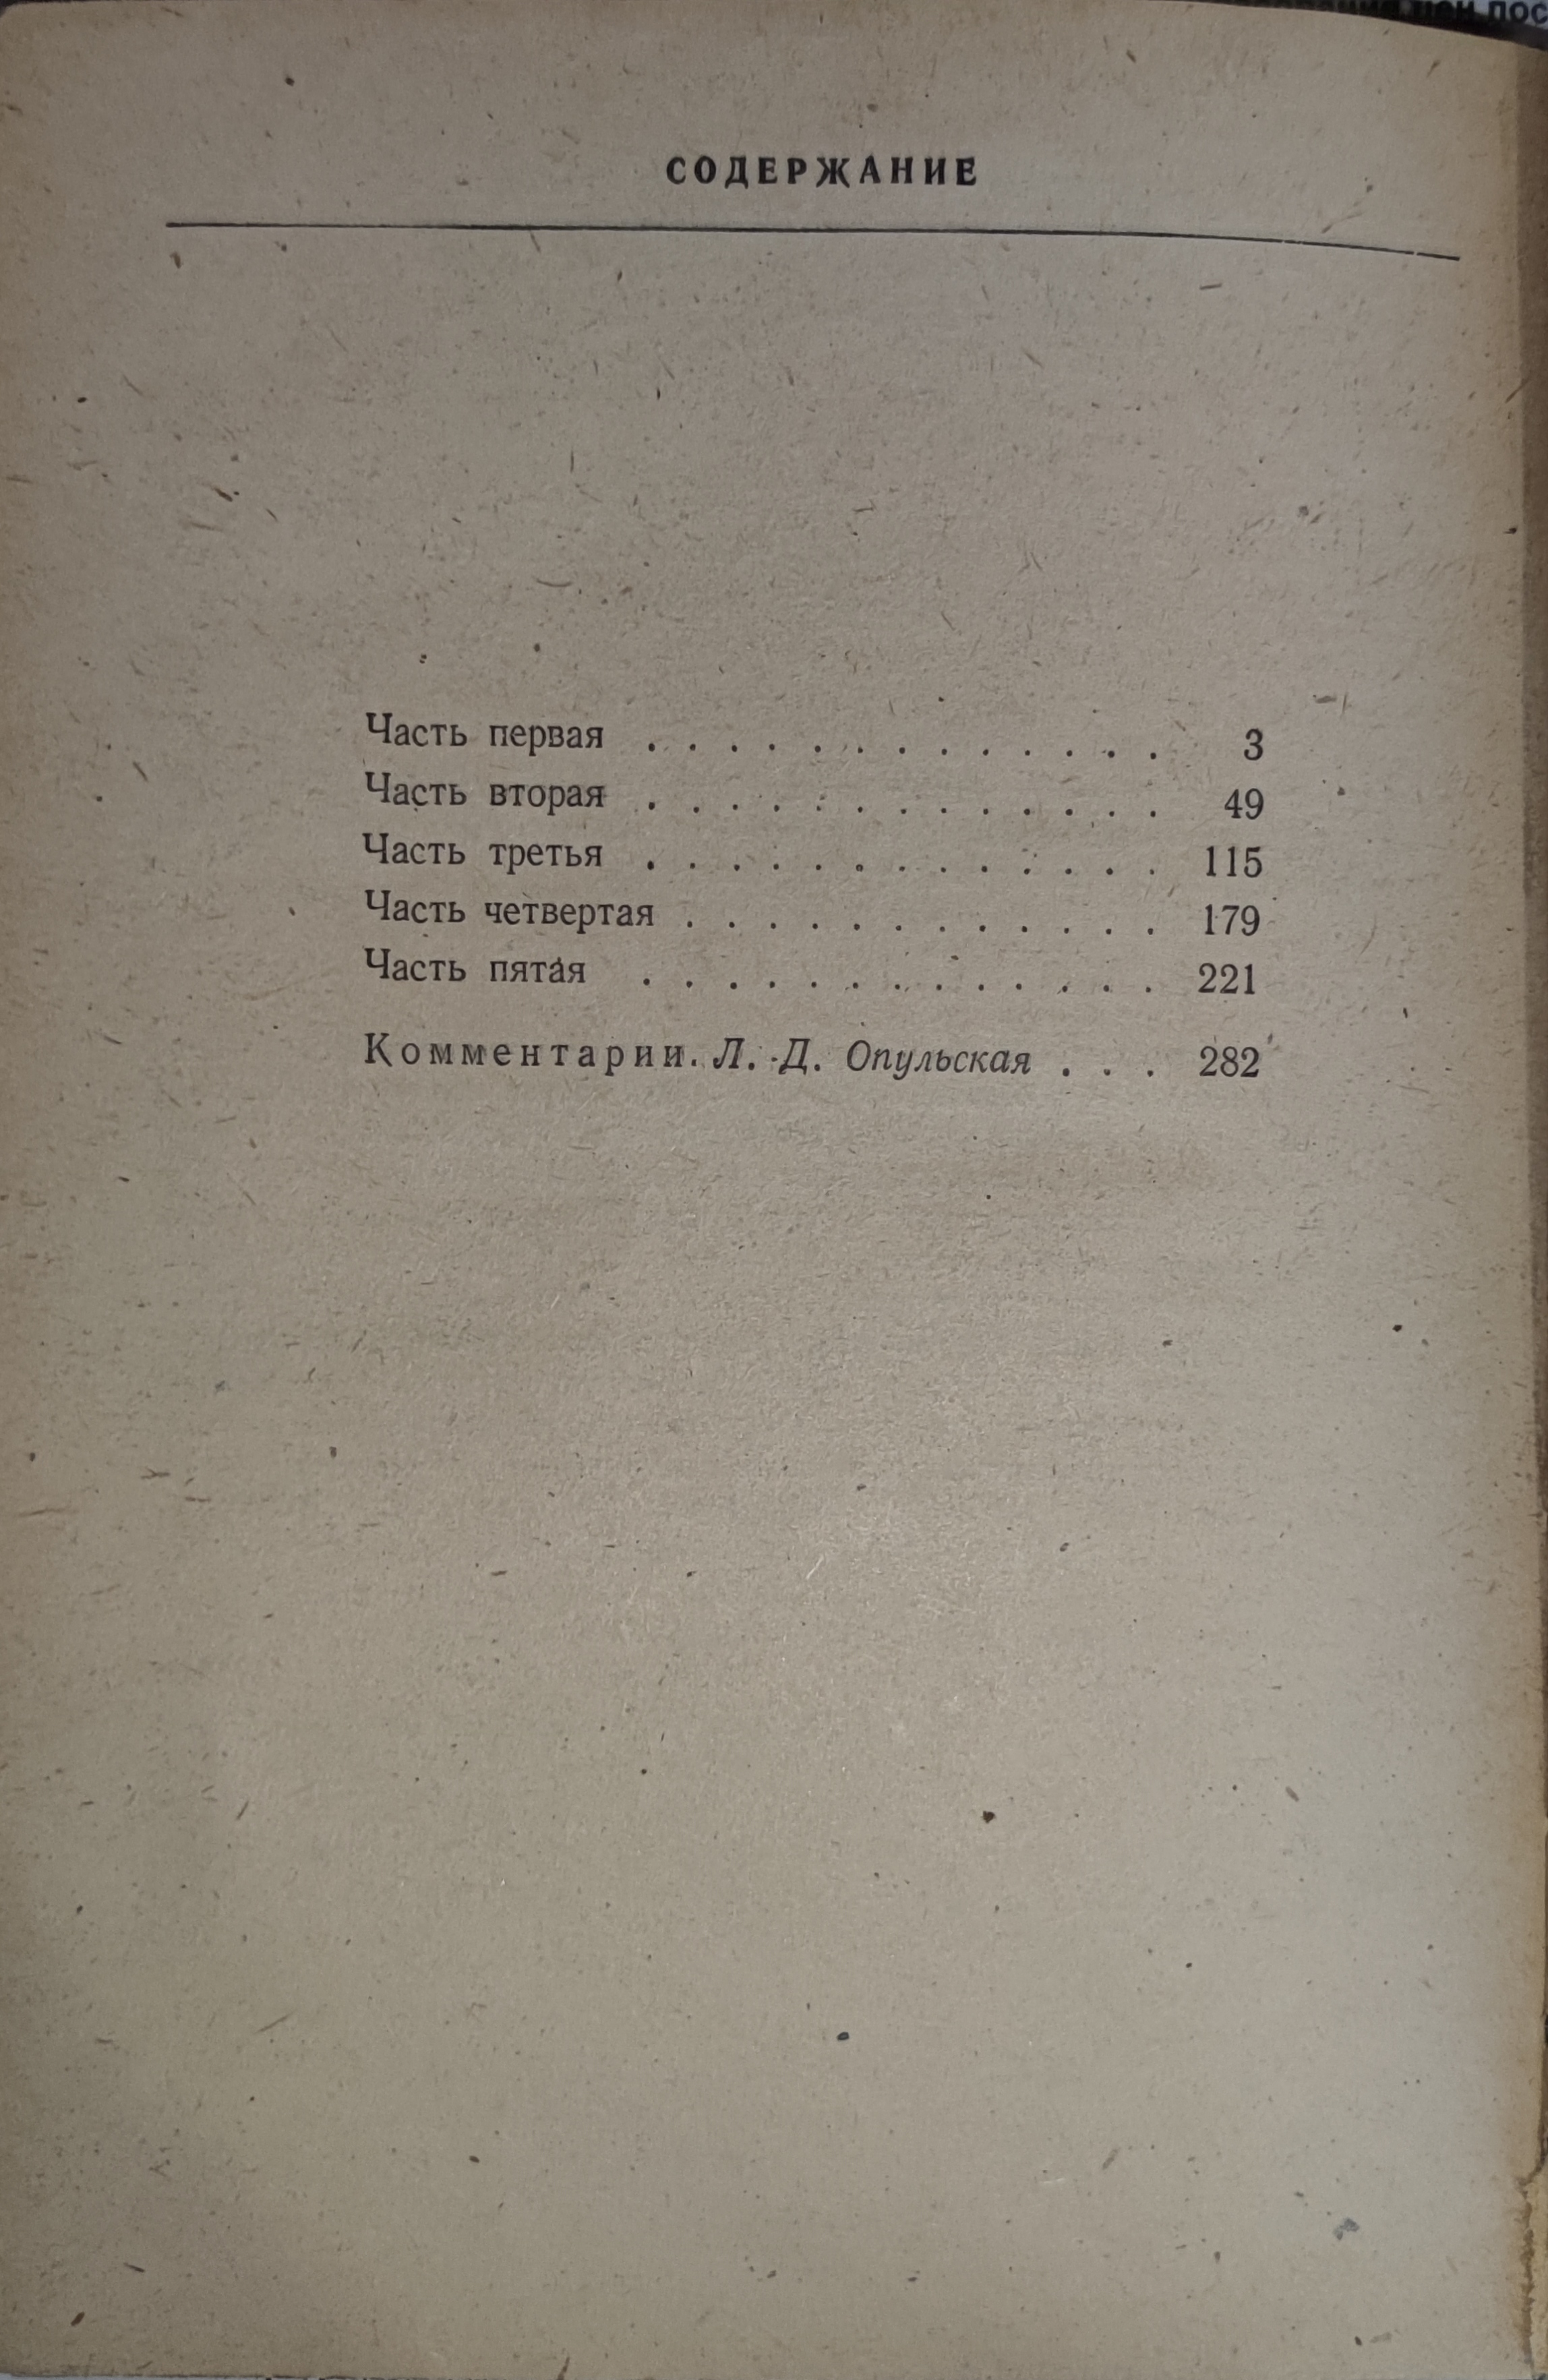 СОДЕРЖАНИЕ
Часть первая . . . . . . . . . . . . . 3
Часть вторая . . . . . . . . . . . . . 49
Часть третья . . . . . . . . . . . . . 115
Часть четвертая . . . . . . . . . . . . 179
Часть пятая . . . . . . . . . . . . . 221
Комментарии. Л. Д. Опульская . . . 282